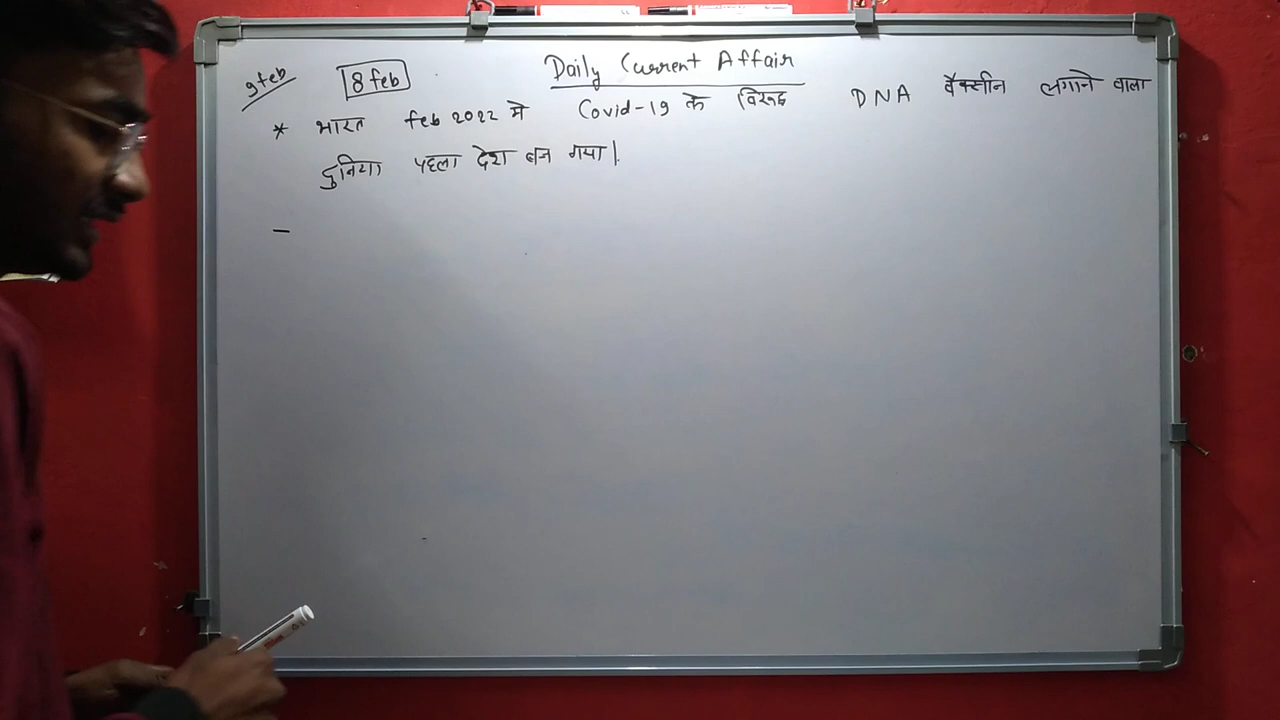 Daily Current Affair
9 feb 8 feb
* भारत feb 2022 मे Covid-19 के विरूद्ध DNA वैक्सीन लगाने वाला
दुनिया पहला देश बन गया।
-